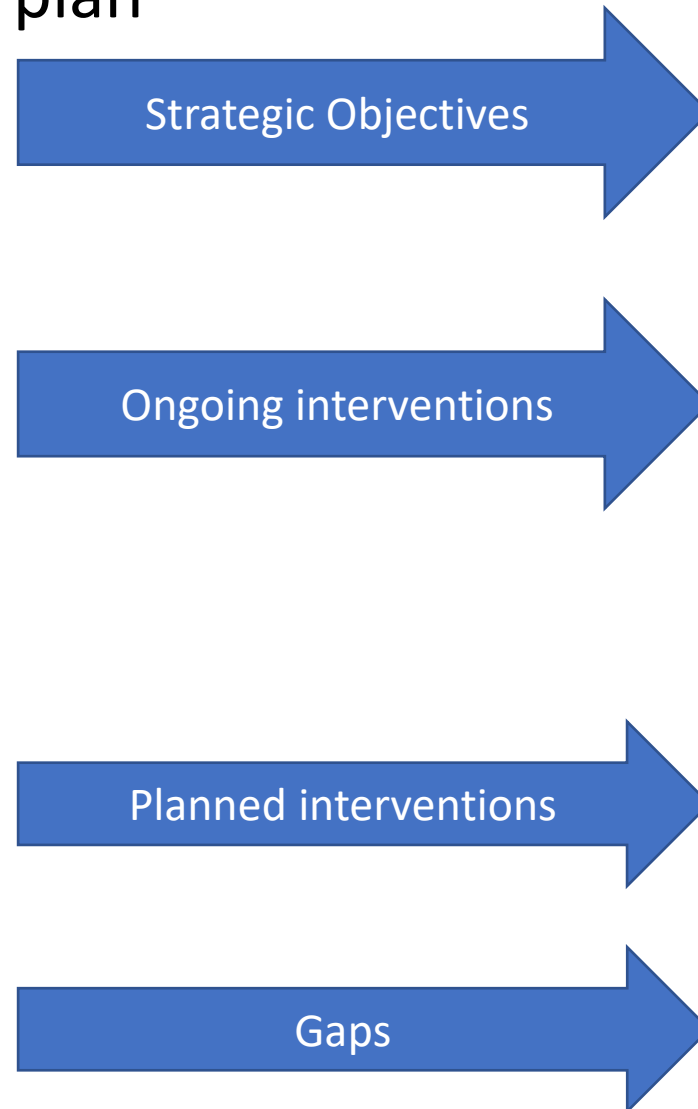 plan
Strategic Objectives
Ongoing interventions
Planned interventions
Gaps